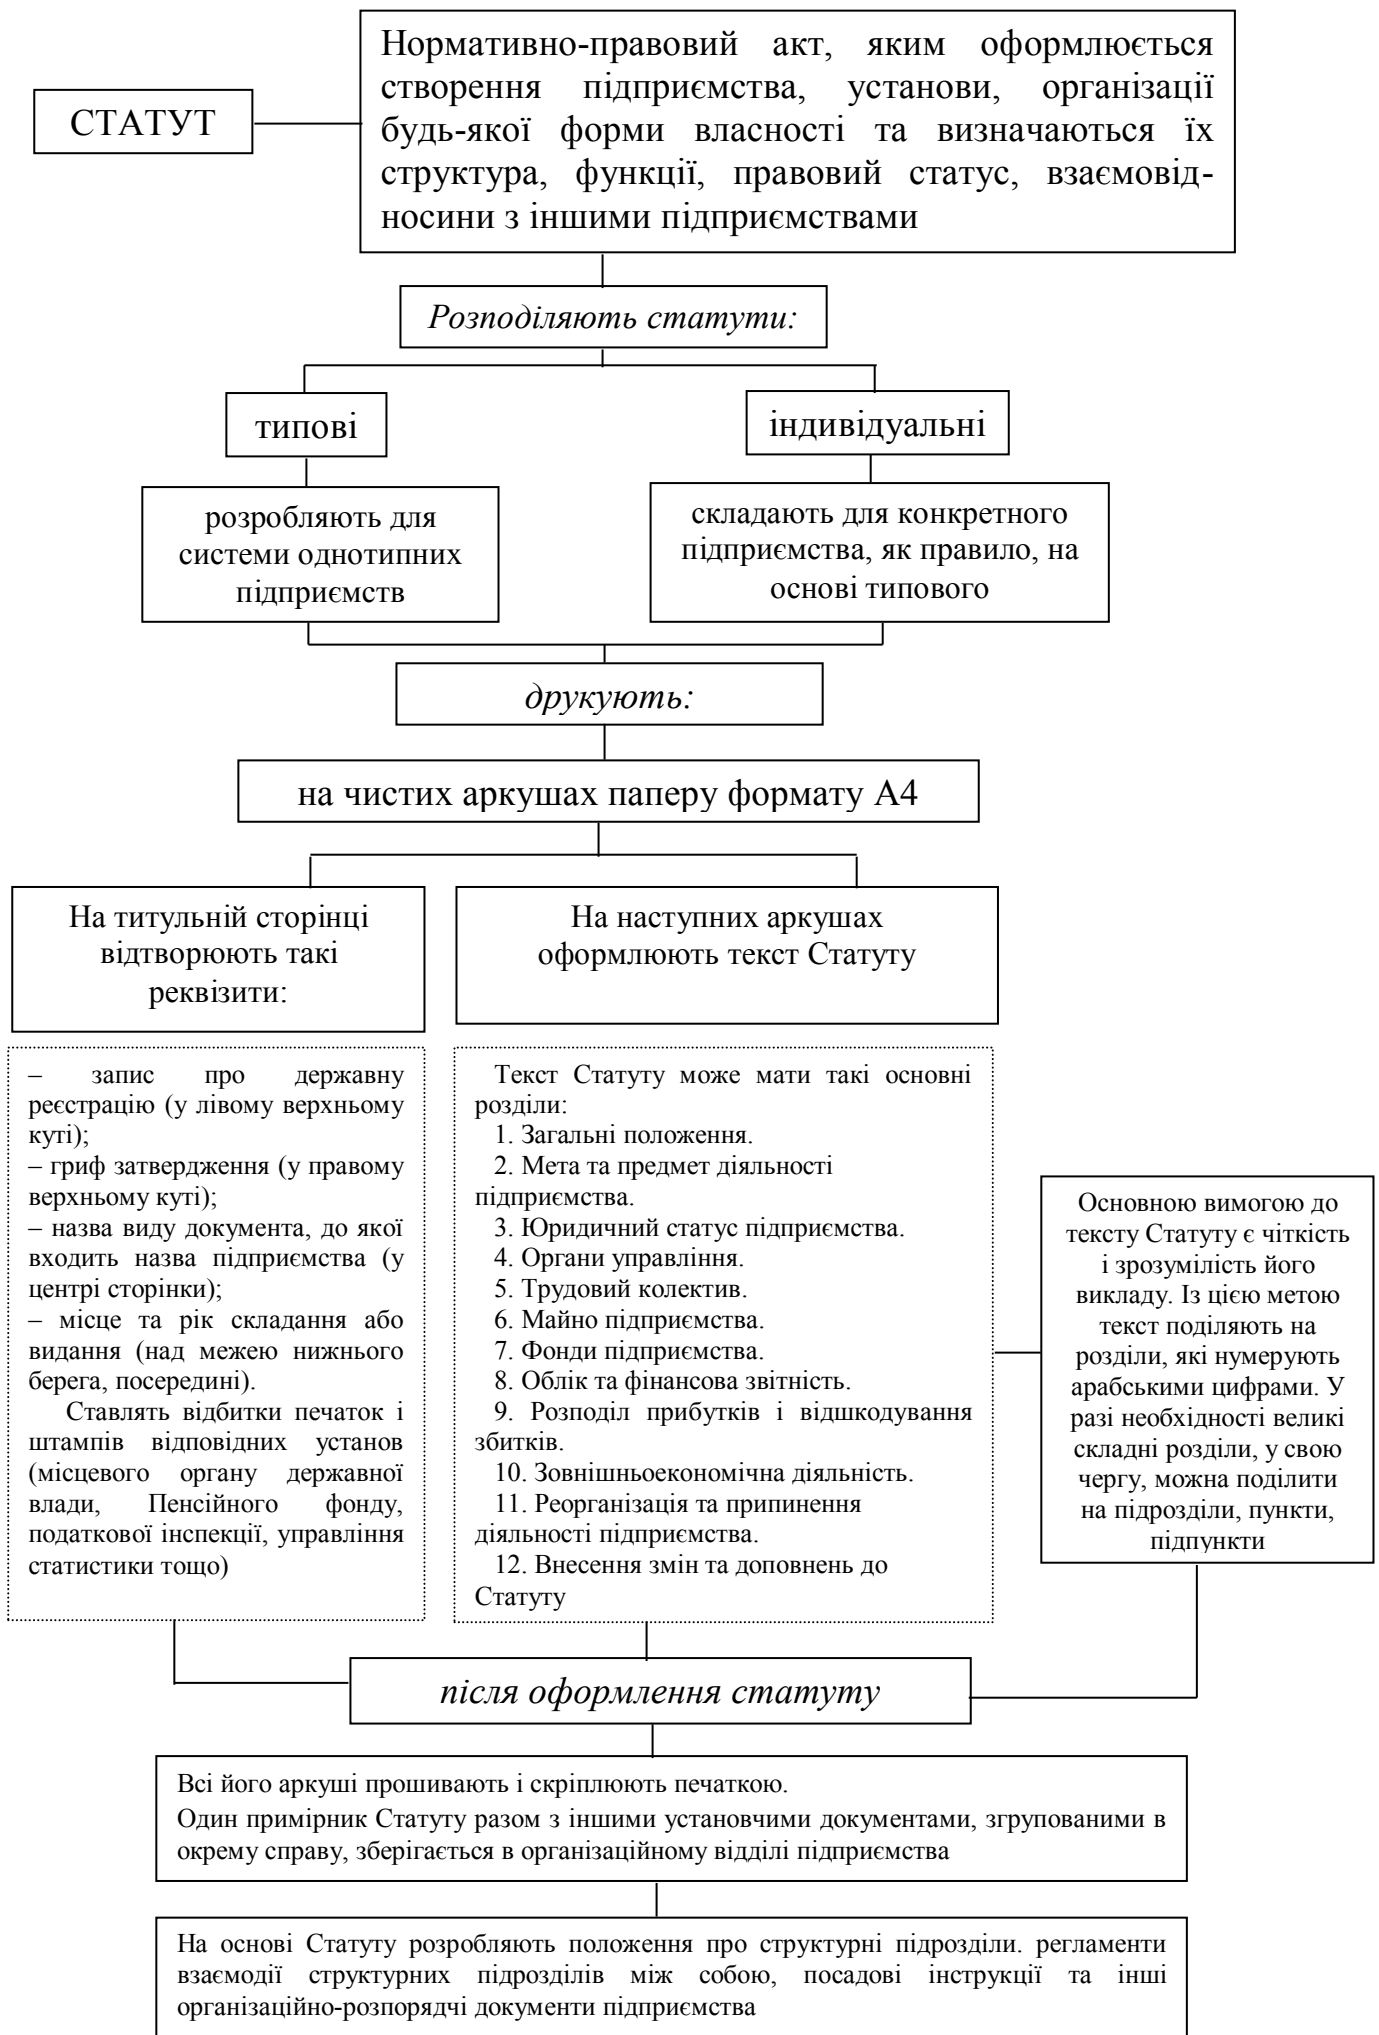 СТАТУТ
Нормативно-правовий акт, яким оформлюється
створення підприємства, установи, організації
будь-якої форми власності та визначаються їх
структура, функції, правовий статус, взаємовід-
носини з іншими підприємствами
Розподіляють статути:
типові
індивідуальні
розробляють для
системи однотипних
підприємств
складають для конкретного
підприємства, як правило, на
основі типового
друкують:
на чистих аркушах паперу формату А4
На титульній сторінці
відтворюють такі
реквізити:
На наступних аркушах
оформлюють текст Статуту
– запис про державну
реєстрацію (у лівому верхньому
куті);
– гриф затвердження (у правому
верхньому куті);
– назва виду документа, до якої
входить назва підприємства (у
центрі сторінки);
– місце та рік складання або
видання (над межею нижнього
берега, посередині).
Ставлять відбитки печаток і
штампів відповідних установ
(місцевого органу державної
влади, Пенсійного фонду,
податкової інспекції, управління
статистики тощо)
Текст Статуту може мати такі основні
розділи:
1. Загальні положення.
2. Мета та предмет діяльності
підприємства.
3. Юридичний статус підприємства.
4. Органи управління.
5. Трудовий колектив.
6. Майно підприємства.
7. Фонди підприємства.
8. Облік та фінансова звітність.
9. Розподіл прибутків і відшкодування
збитків.
10. Зовнішньоекономічна діяльність.
11. Реорганізація та припинення
діяльності підприємства.
12. Внесення змін та доповнень до
Статуту
Основною вимогою до
тексту Статуту є чіткість
і зрозумілість його
викладу. Із цією метою
текст поділяють на
розділи, які нумерують
арабськими цифрами. У
разі необхідності великі
складні розділи, у свою
чергу, можна поділити
на підрозділи, пункти,
підпункти
після оформлення статуту
Всі його аркуші прошивають і скріплюють печаткою.
Один примірник Статуту разом з іншими установчими документами, згрупованими в
окрему справу, зберігається в організаційному відділі підприємства
На основі Статуту розробляють положення про структурні підрозділи. регламенти
взаємодії структурних підрозділів між собою, посадові інструкції та інші
організаційно-розпорядчі документи підприємства